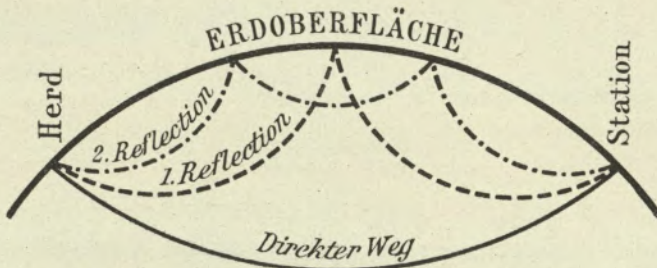 ERDOBERFLÄCHE
Herd
Station
2. Reflection
1. Reflection
Direkter Weg